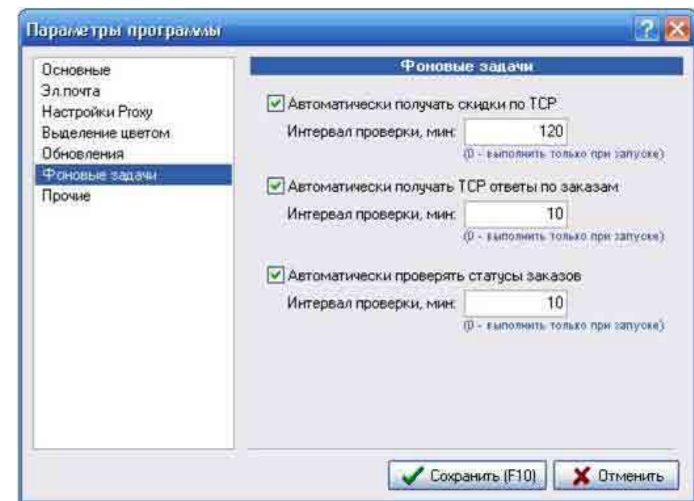 Параметры программы
Основные
Эл.почта
Настройки Proxy
Выделение цветом
Обновления
Фоновые задачи
Прочие
Фоновые задачи
Автоматически получать скидки по TCP
Интервал проверки, мин: 120
(0 - выполнить только при запуске)
Автоматически получать TCP ответы по заказам
Интервал проверки, мин: 10
(0 - выполнить только при запуске)
Автоматически проверять статусы заказов
Интервал проверки, мин: 10
(0 - выполнить только при запуске)
Сохранить (F10)
Отменить